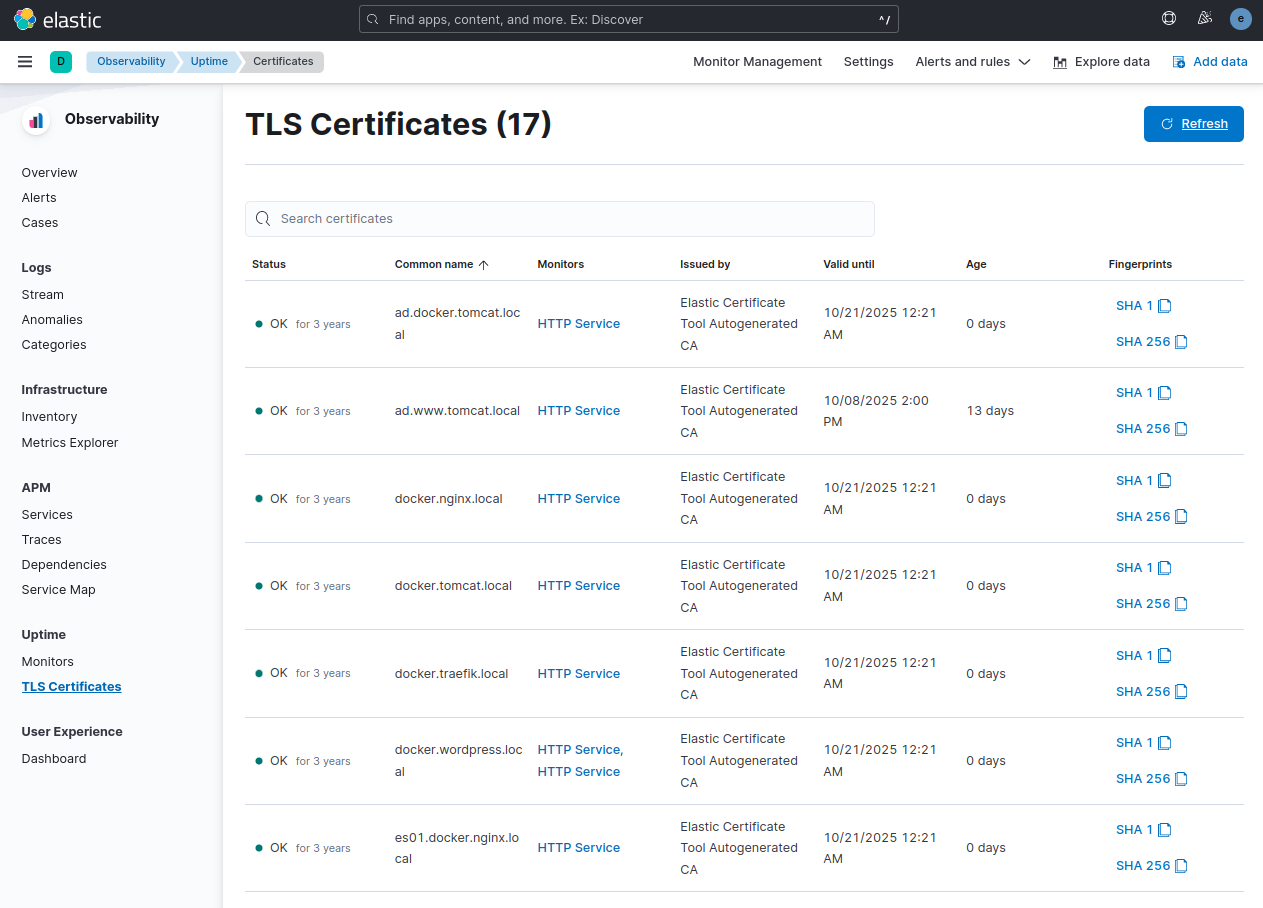 elastic
Find apps, content, and more. Ex: Discover
^/
e
D
Observability
Uptime
Certificates
Monitor Management
Settings
Alerts and rules
Explore data
Add data
Observability
Overview
Alerts
Cases
Logs
Stream
Anomalies
Categories
Infrastructure
Inventory
Metrics Explorer
APM
Services
Traces
Dependencies
Service Map
Uptime
Monitors
TLS Certificates
User Experience
Dashboard
TLS Certificates (17)
Refresh
Search certificates
Status
Common name
Monitors
Issued by
Valid until
Age
Fingerprints
OK for 3 years
ad.docker.tomcat.loc
al
HTTP Service
Elastic Certificate
Tool Autogenerated
CA
10/21/2025 12:21
AM
0 days
SHA 1
SHA 256
OK for 3 years
ad.www.tomcat.local
HTTP Service
Elastic Certificate
Tool Autogenerated
CA
10/08/2025 2:00
PM
13 days
SHA 1
SHA 256
OK for 3 years
docker.nginx.local
HTTP Service
Elastic Certificate
Tool Autogenerated
CA
10/21/2025 12:21
AM
0 days
SHA 1
SHA 256
OK for 3 years
docker.tomcat.local
HTTP Service
Elastic Certificate
Tool Autogenerated
CA
10/21/2025 12:21
AM
0 days
SHA 1
SHA 256
OK for 3 years
docker.traefik.local
HTTP Service
Elastic Certificate
Tool Autogenerated
CA
10/21/2025 12:21
AM
0 days
SHA 1
SHA 256
OK for 3 years
docker.wordpress.loc
al
HTTP Service,
HTTP Service
Elastic Certificate
Tool Autogenerated
CA
10/21/2025 12:21
AM
0 days
SHA 1
SHA 256
OK for 3 years
es01.docker.nginx.lo
cal
HTTP Service
Elastic Certificate
Tool Autogenerated
CA
10/21/2025 12:21
AM
0 days
SHA 1
SHA 256